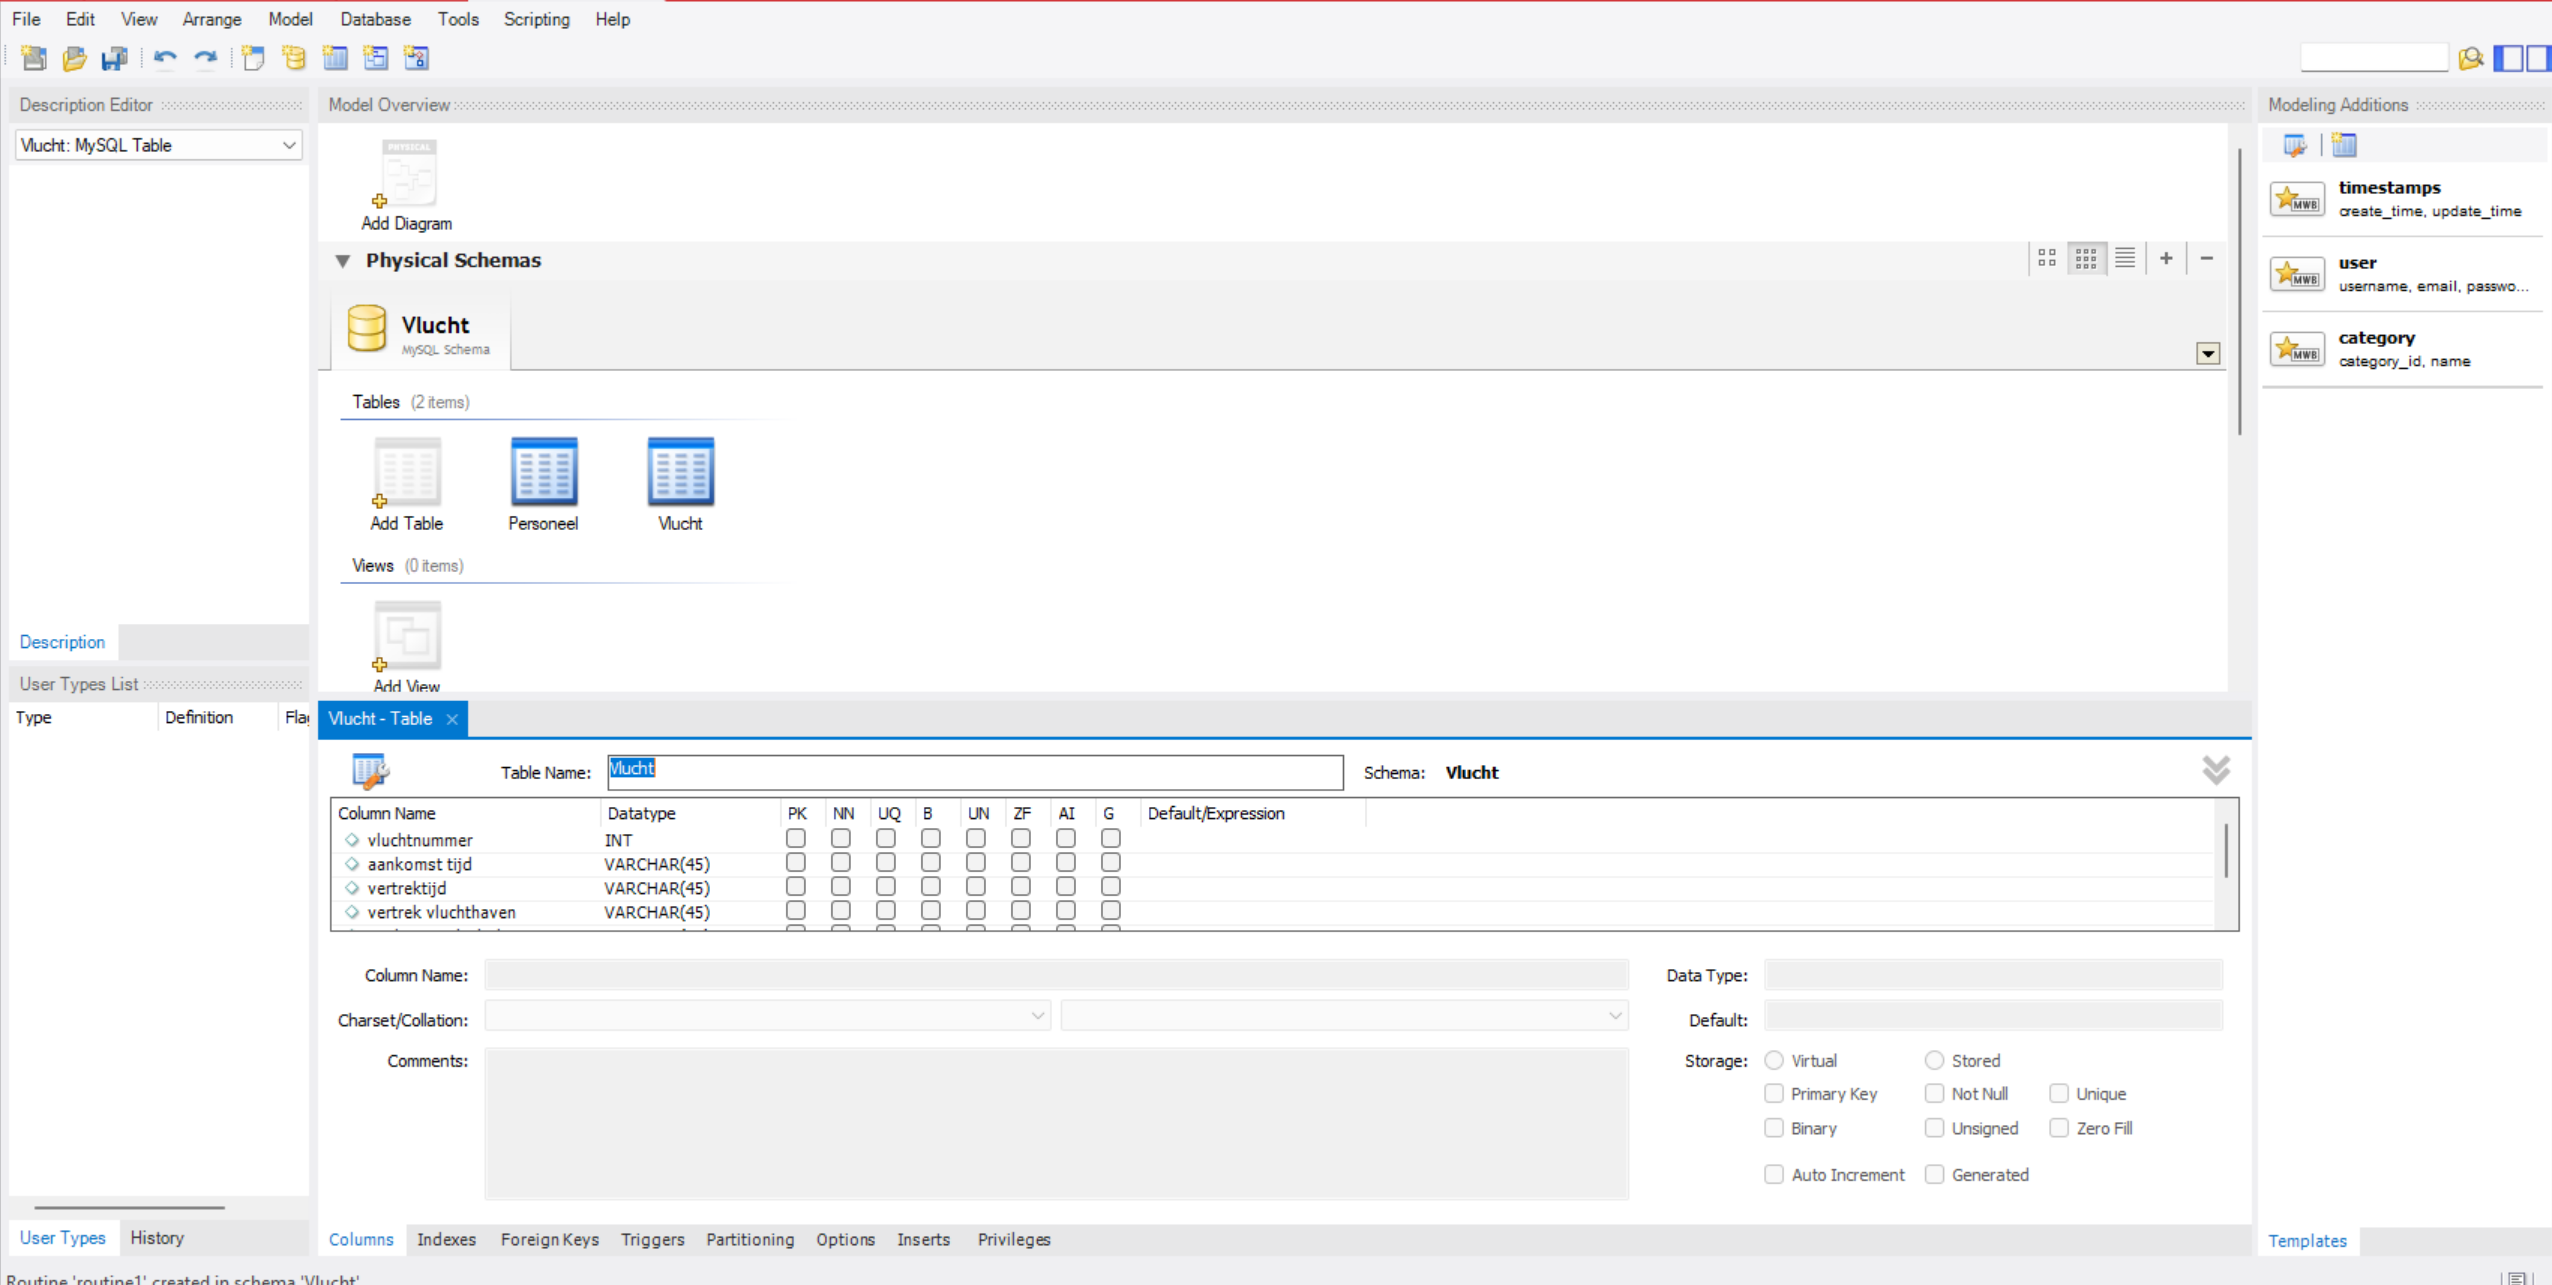 File Edit View Arrange Model Database Tools Scripting Help
Description Editor
Vlucht: MySQL Table
Description
User Types List
Type Definition Flag
User Types History
Model Overview
PHYSICAL
Add Diagram
Physical Schemas
Vlucht
MySQL Schema
Tables (2 items)
Add Table Personeel Vlucht
Views (0 items)
Add View
Vlucht - Table
Table Name: Vlucht Schema: Vlucht
Column Name Datatype PK NN UQ B UN ZF AI G Default/Expression
vluchtnummer INT
aankomst tijd VARCHAR(45)
vertrektijd VARCHAR(45)
vertrek vluchthaven VARCHAR(45)
Column Name: Data Type:
Charset/Collation: Default:
Comments: Storage: Virtual Stored
Primary Key Not Null Unique
Binary Unsigned Zero Fill
Auto Increment Generated
Columns Indexes Foreign Keys Triggers Partitioning Options Inserts Privileges
Modeling Additions
MWB
timestamps
create_time, update_time
MWB
user
username, email, passwo...
MWB
category
category_id, name
Templates
Routine 'routine1' created in schema 'Vlucht'